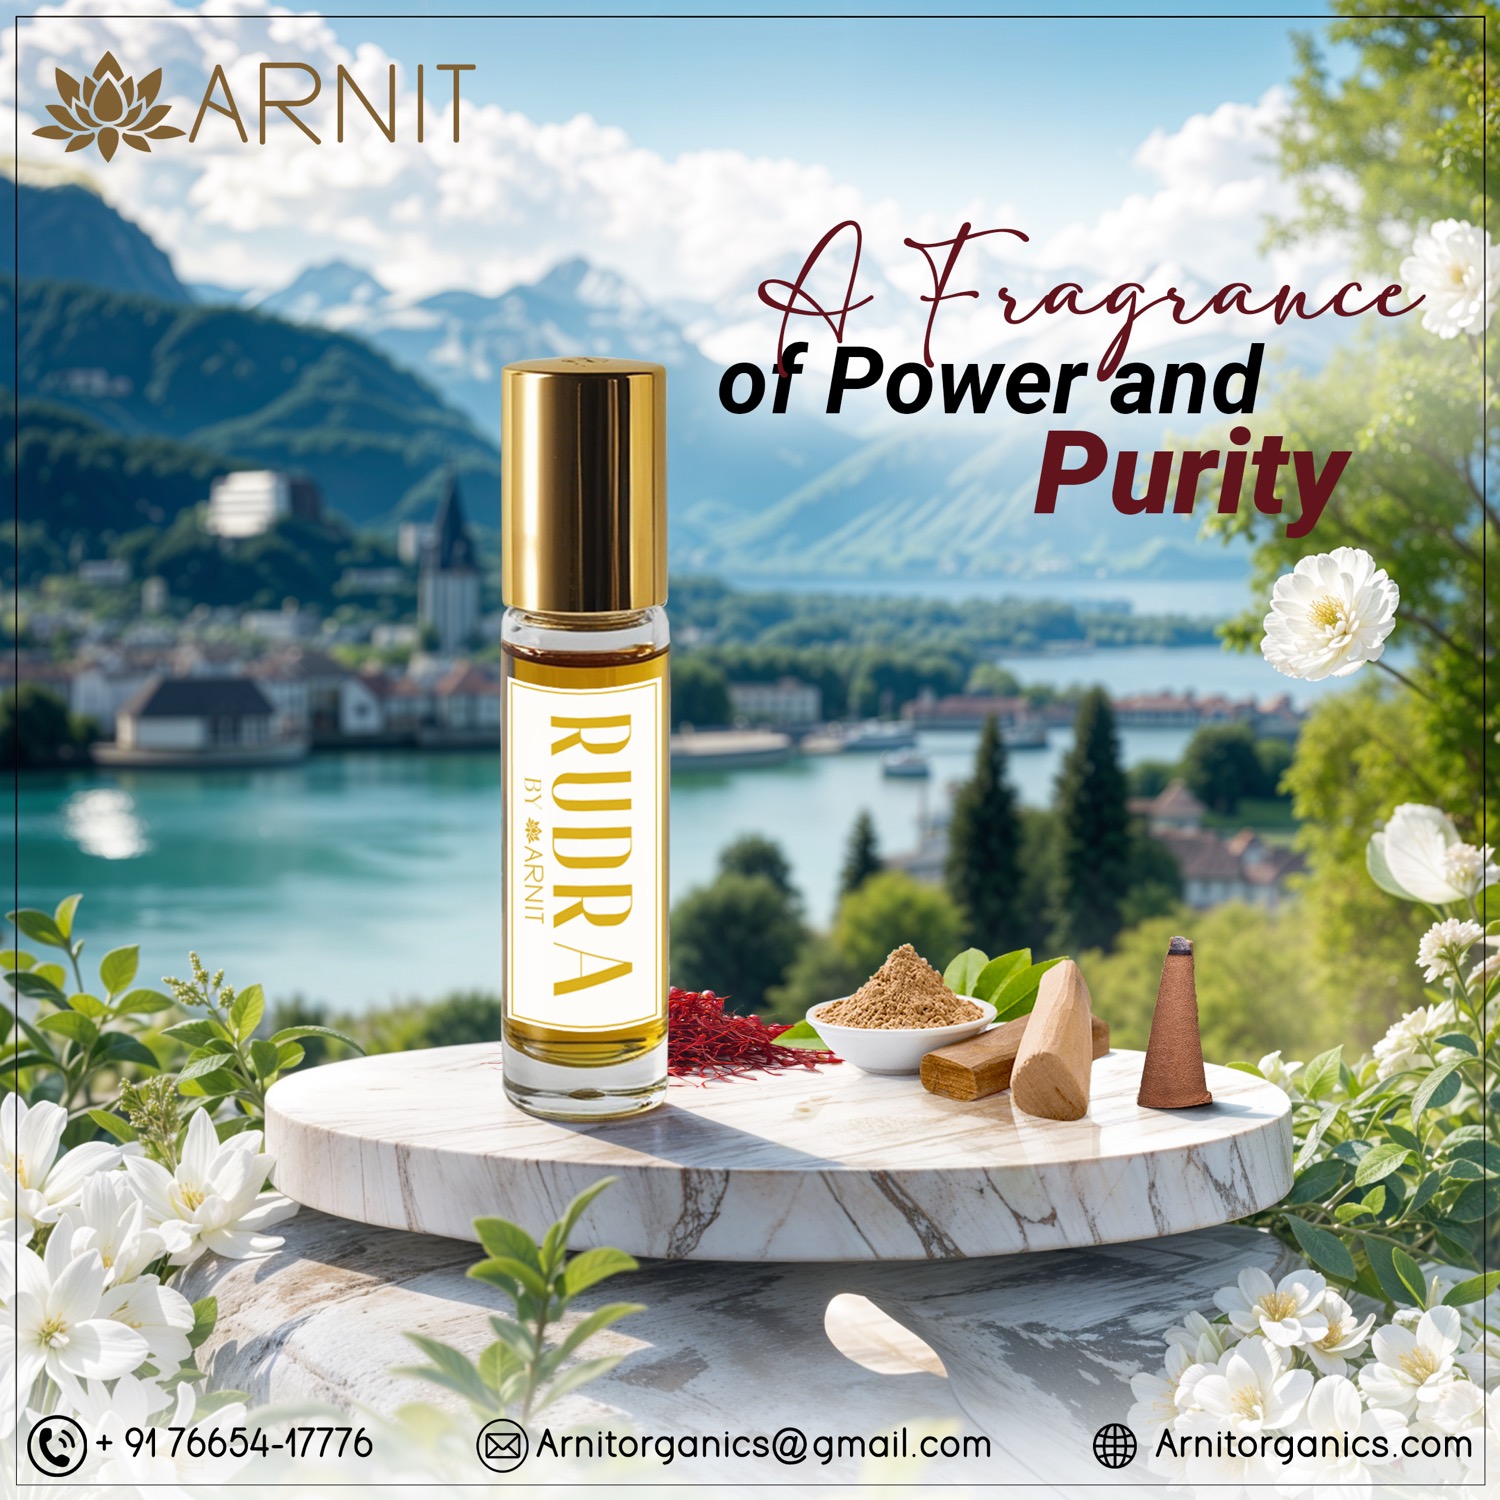 ARNIT
A Fragrance
of Power and
Purity
RUDRA
BY ARNIT
+ 91 76654-17776
Arnitorganics@gmail.com
Arnitorganics.com